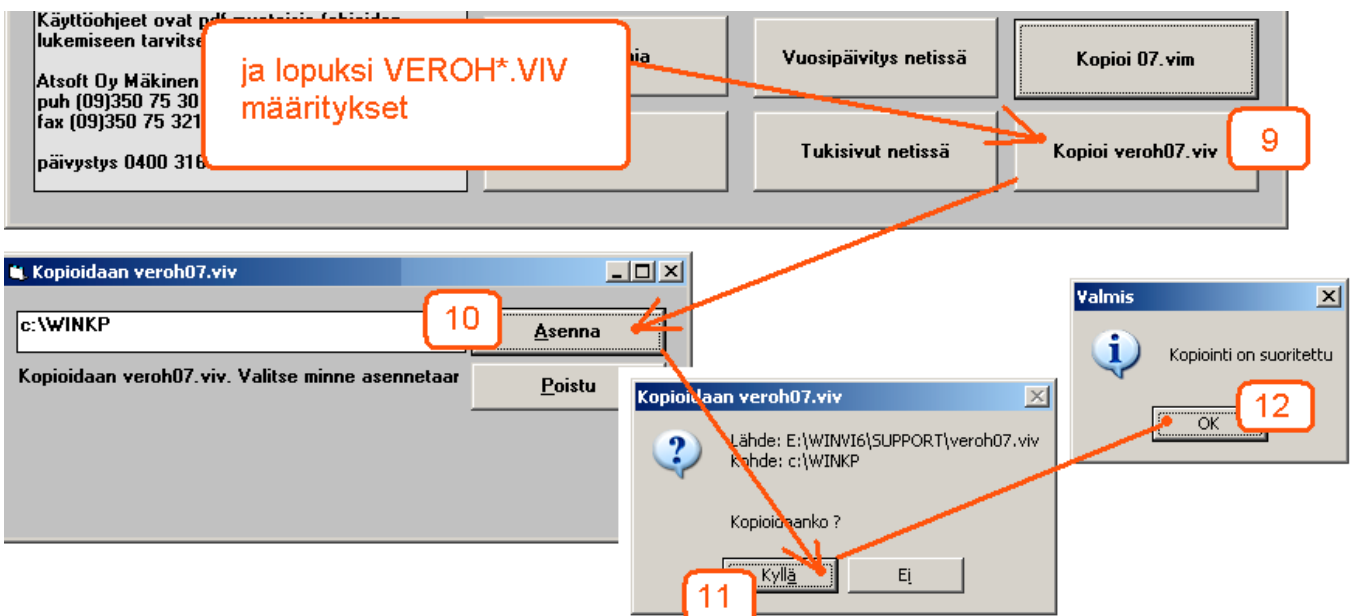 Käyttöohjeet ovat pdf
lukemiseen
Atsoft Oy Mäkinen
puh (09)350 75 30
fax (09)350 75 321
päivystys 0400 316
ja lopuksi VEROH*.VIV
määritykset
Vuosipäivitys netissä
Kopioi 07.vim
Tukisivut netissä
Kopioi veroh07.viv
9
Kopioidaan veroh07.viv
c:\WINKP
10
Asenna
Kopioidaan veroh07.viv. Valitse minne asennetaan
Poistu
Kopioidaan veroh07.viv
Lähde: E:\WINVI6\SUPPORT\veroh07.viv
Kohde: c:\WINKP
Kopioidaanko ?
Kyllä
Ei
11
Valmis
Kopiointi on suoritettu
OK
12